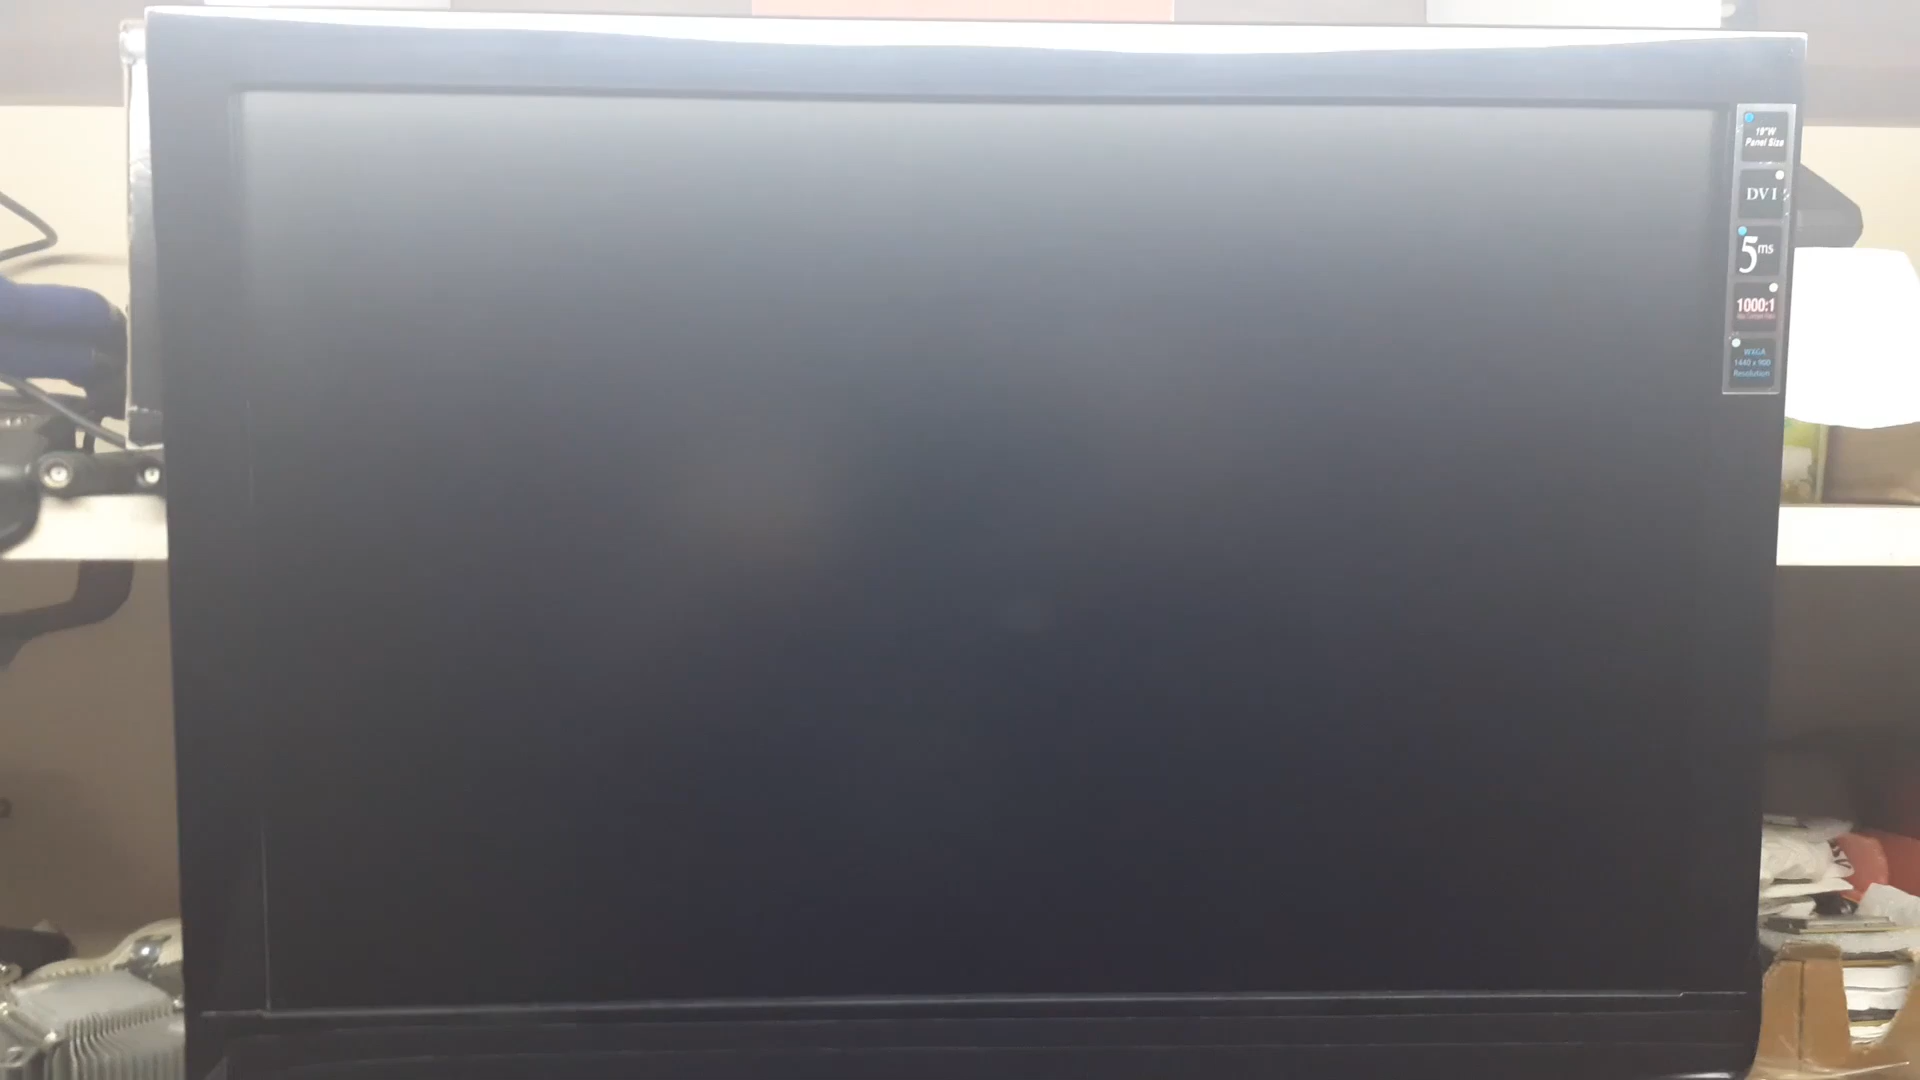 19"W
Panel Size
DVI
5ms
1000:1
WXGA
1440 x 900
Resolution